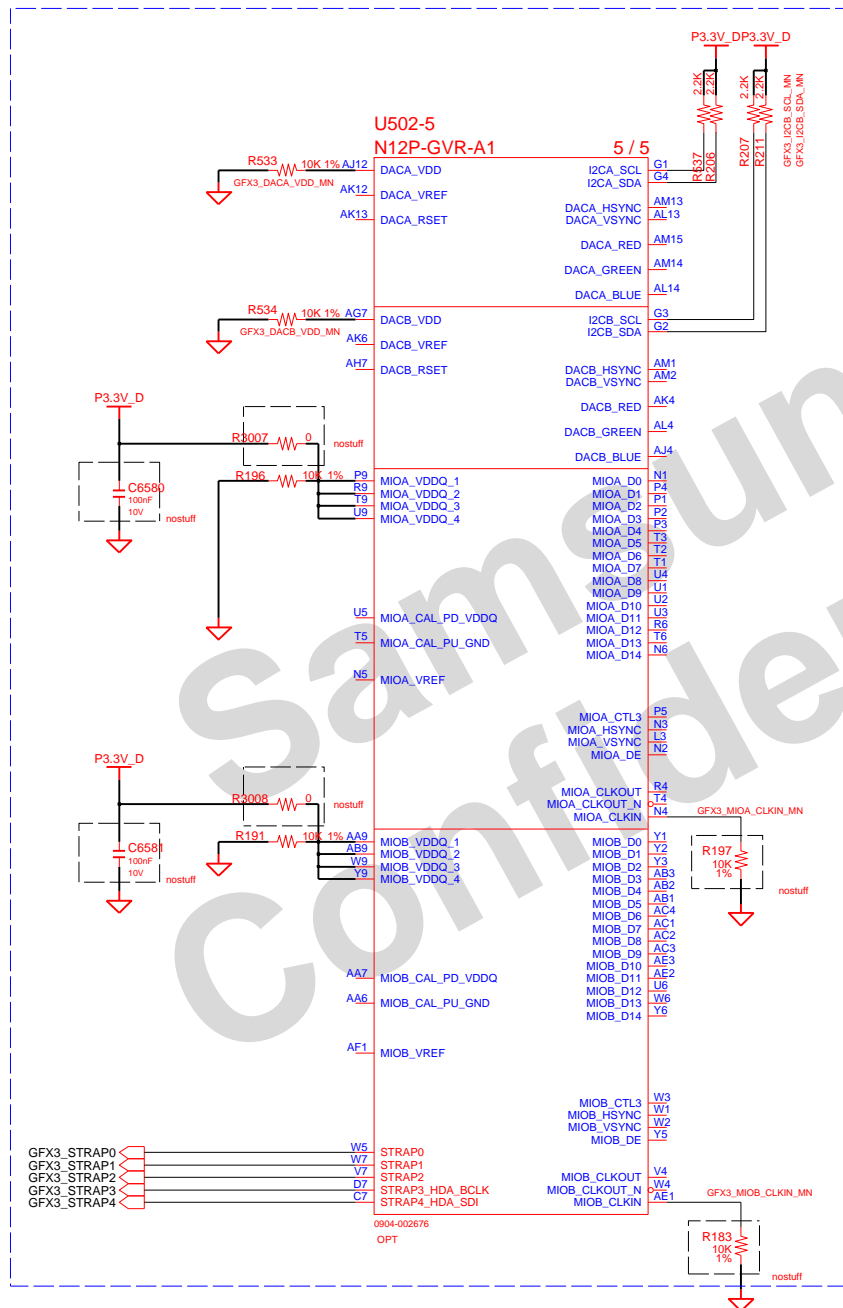 P3.3V_D P3.3V_D
2.2K
2.2K
2.2K
2.2K
GFX3_I2CB_SCL_MN
GFX3_I2CB_SDA_MN
R537
R206
R207
R211
U502-5
N12P-GVR-A1 5 / 5
R533 10K 1% AJ12 DACA_VDD I2CA_SCL G1
GFX3_DACA_VDD_MN I2CA_SDA G4
AK12 DACA_VREF DACA_HSYNC AM13
AK13 DACA_RSET DACA_VSYNC AL13
DACA_RED AM15
DACA_GREEN AM14
DACA_BLUE AL14
R534 10K 1% AG7 DACB_VDD I2CB_SCL G3
GFX3_DACB_VDD_MN I2CB_SDA G2
AK6 DACB_VREF
AH7 DACB_RSET DACB_HSYNC AM1
DACB_VSYNC AM2
P3.3V_D DACB_RED AK4
DACB_GREEN AL4
R3007 0 nostuff
DACB_BLUE AJ4
R196 10K 1% P9 MIOA_VDDQ_1 MIOA_D0 N1
C6580 R9 MIOA_VDDQ_2 MIOA_D1 P4
100nF T9 MIOA_VDDQ_3 MIOA_D2 P1
10V U9 MIOA_VDDQ_4 MIOA_D3 P2
nostuff MIOA_D4 P3
MIOA_D5 T3
MIOA_D6 T2
MIOA_D7 T1
MIOA_D8 U4
MIOA_D9 U1
MIOA_D10 U2
U5 MIOA_CAL_PD_VDDQ MIOA_D11 U3
MIOA_D12 R6
T5 MIOA_CAL_PU_GND MIOA_D13 T6
MIOA_D14 N6
N5 MIOA_VREF
MIOA_CTL3 P5
MIOA_HSYNC N3
MIOA_VSYNC L3
MIOA_DE N2
P3.3V_D
R3008 0 nostuff
MIOA_CLKOUT R4
MIOA_CLKOUT_N T4
MIOA_CLKIN N4 GFX3_MIOA_CLKIN_MN
R191 10K 1% AA9 MIOB_VDDQ_1 MIOB_D0 Y1
C6581 AB9 MIOB_VDDQ_2 MIOB_D1 Y2
100nF W9 MIOB_VDDQ_3 MIOB_D2 Y3
10V Y9 MIOB_VDDQ_4 MIOB_D3 AB3
nostuff MIOB_D4 AB2
R197
10K
1%
nostuff
MIOB_D5 AB1
MIOB_D6 AC4
MIOB_D7 AC1
MIOB_D8 AC2
MIOB_D9 AC3
MIOB_D10 AE3
AA7 MIOB_CAL_PD_VDDQ MIOB_D11 AE2
MIOB_D12 U6
AA6 MIOB_CAL_PU_GND MIOB_D13 W6
MIOB_D14 Y6
AF1 MIOB_VREF
MIOB_CTL3 W3
MIOB_HSYNC W1
MIOB_VSYNC W2
MIOB_DE Y5
GFX3_STRAP0 W5 STRAP0
GFX3_STRAP1 W7 STRAP1
GFX3_STRAP2 V7 STRAP2 MIOB_CLKOUT V4
GFX3_STRAP3 D7 STRAP3_HDA_BCLK MIOB_CLKOUT_N W4
GFX3_STRAP4 C7 STRAP4_HDA_SDI MIOB_CLKIN AE1 GFX3_MIOB_CLKIN_MN
0904-002676
OPT
R183
10K
1%
nostuff
Samsun
Confiden